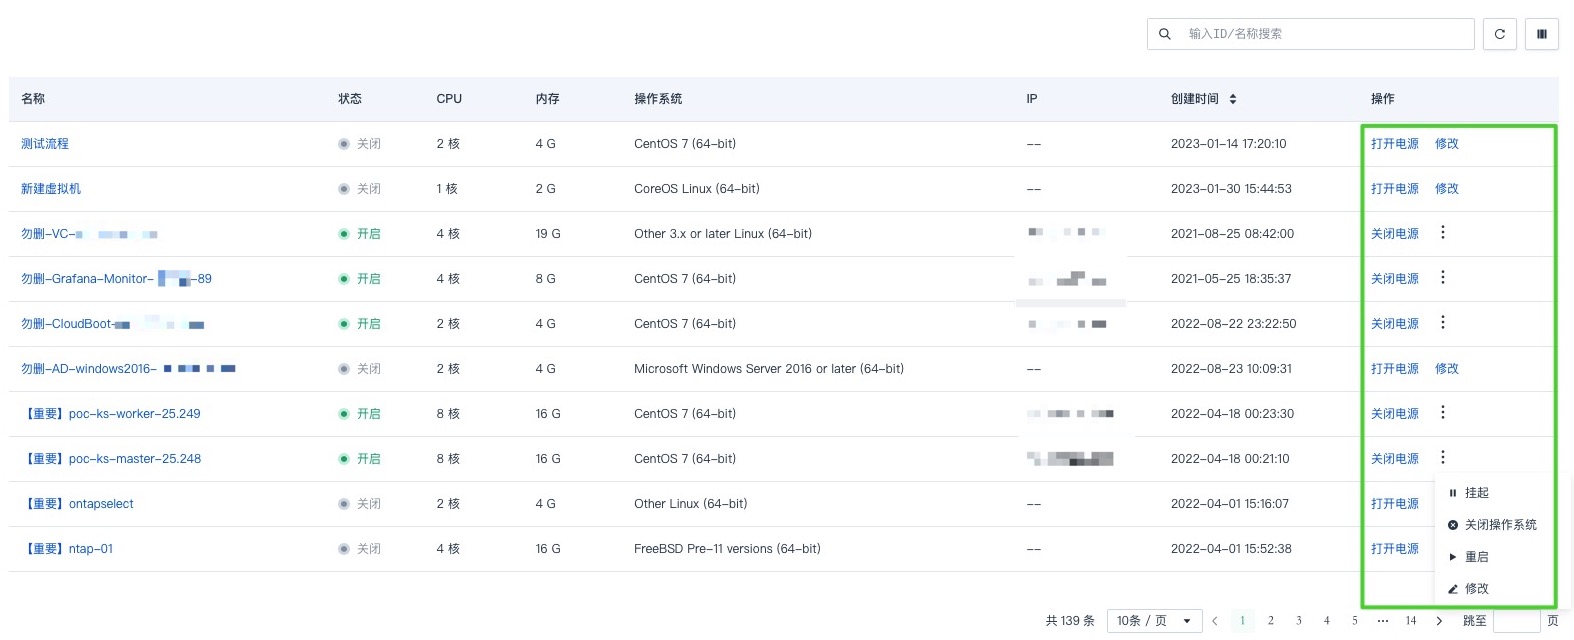 输入ID/名称搜索
名称 状态 CPU 内存 操作系统 IP 创建时间 操作
测试流程 关闭 2 核 4 G CentOS 7 (64-bit) -- 2023-01-14 17:20:10 打开电源 修改
新建虚拟机 关闭 1 核 2 G CoreOS Linux (64-bit) -- 2023-01-30 15:44:53 打开电源 修改
勿删-VC- 开启 4 核 19 G Other 3.x or later Linux (64-bit) 2021-08-25 08:42:00 关闭电源
勿删-Grafana-Monitor- -89 开启 4 核 8 G CentOS 7 (64-bit) 2021-05-25 18:35:37 关闭电源
勿删-CloudBoot- 开启 2 核 4 G CentOS 7 (64-bit) 2022-08-22 23:22:50 关闭电源
勿删-AD-windows2016- 关闭 2 核 4 G Microsoft Windows Server 2016 or later (64-bit) -- 2022-08-23 10:09:31 打开电源 修改
【重要】poc-ks-worker-25.249 开启 8 核 16 G CentOS 7 (64-bit) 2022-04-18 00:23:30 关闭电源
【重要】poc-ks-master-25.248 开启 8 核 16 G CentOS 7 (64-bit) 2022-04-18 00:21:10 关闭电源
【重要】ontapselect 关闭 2 核 4 G Other Linux (64-bit) -- 2022-04-01 15:16:07 打开电源
【重要】ntap-01 关闭 4 核 16 G FreeBSD Pre-11 versions (64-bit) -- 2022-04-01 15:52:38 打开电源
挂起
关闭操作系统
重启
修改
共 139 条 10条 / 页 < 1 2 3 4 5 ··· 14 > 跳至 页